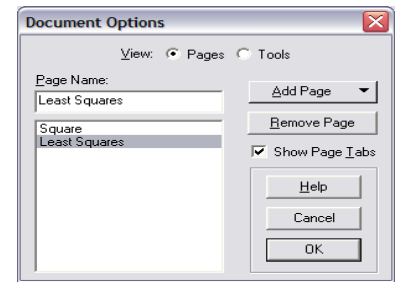 Document Options
View: Pages Tools
Page Name:
Least Squares
Square
Least Squares
Add Page
Remove Page
Show Page Tabs
Help
Cancel
OK